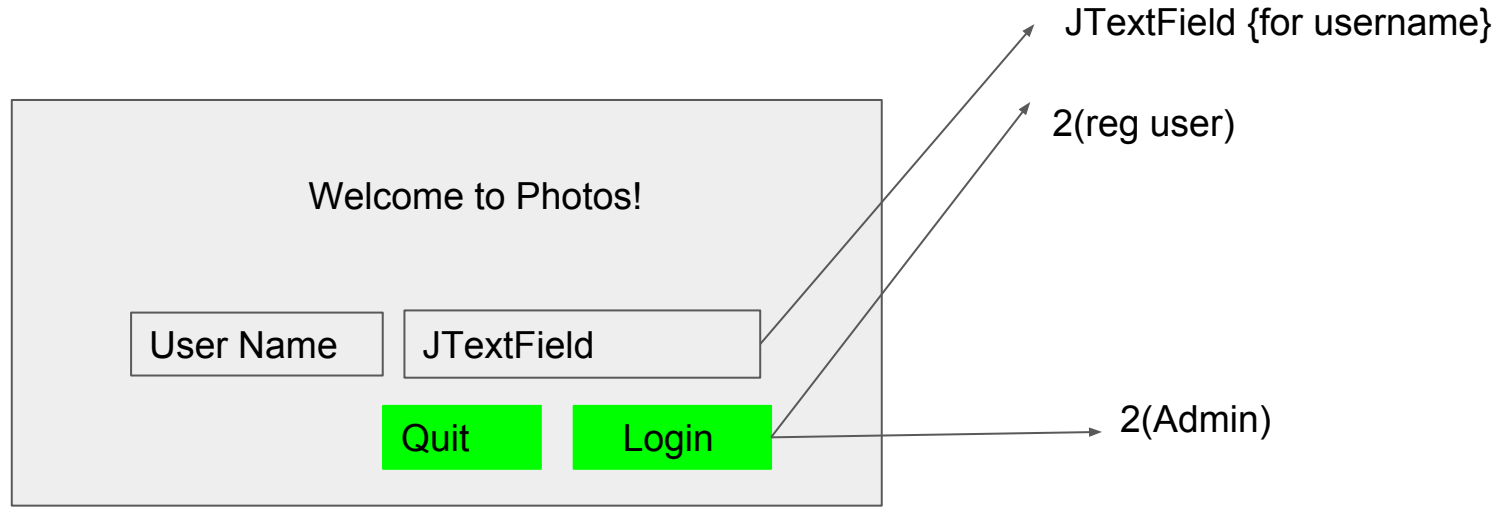 JTextField {for username}
2(reg user)
Welcome to Photos!
User Name
JTextField
2(Admin)
Quit
Login